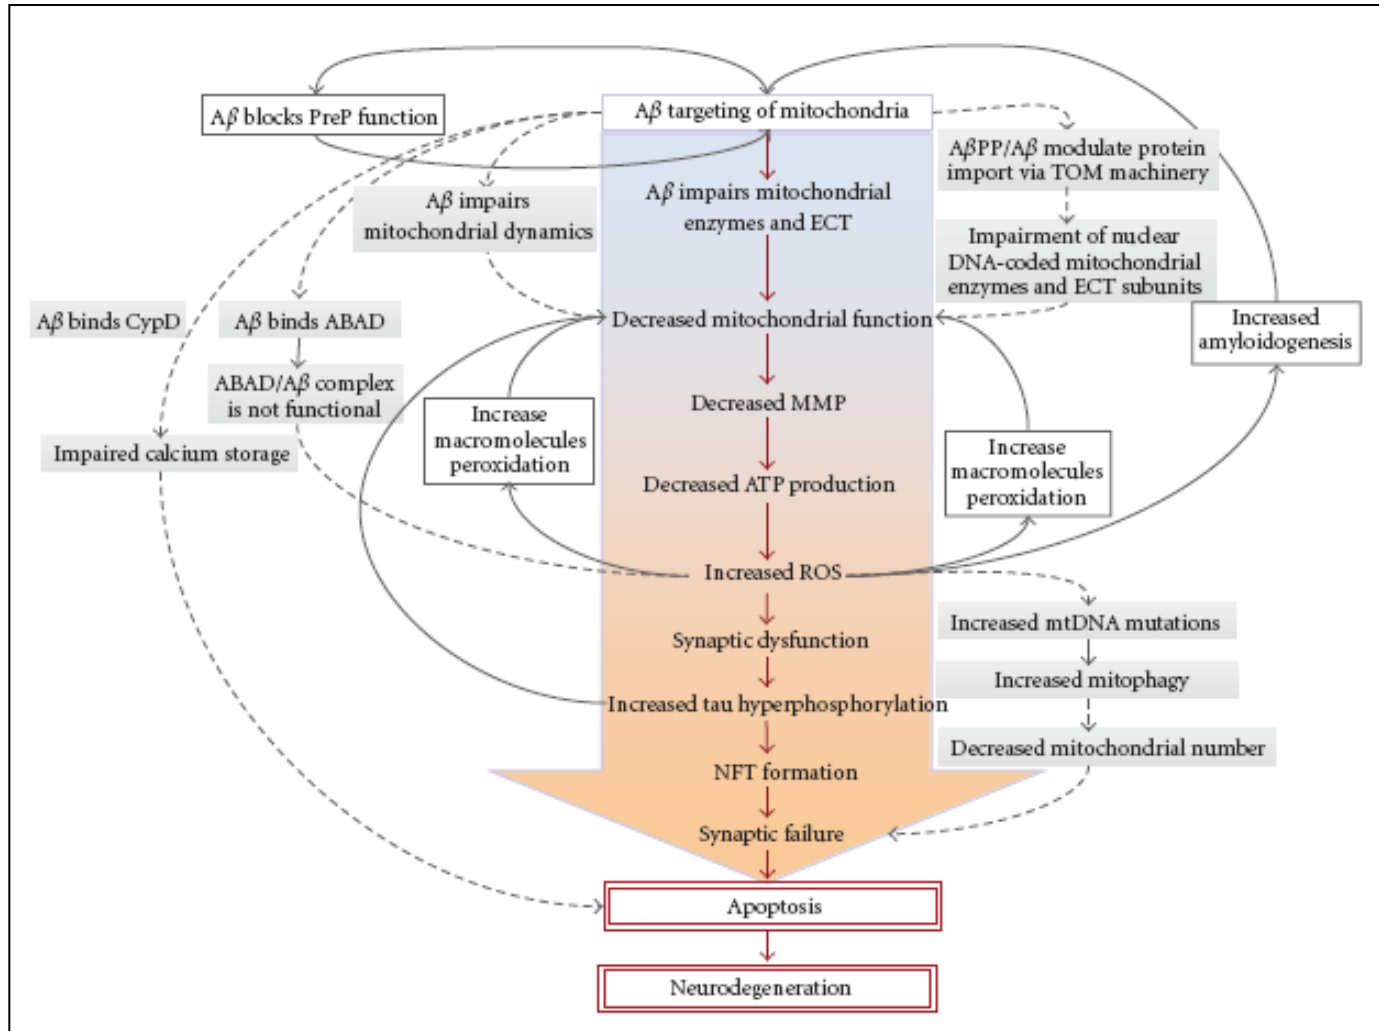 Aβ blocks PreP function
Aβ targeting of mitochondria
AβPP/Aβ modulate protein
import via TOM machinery
Aβ impairs
mitochondrial dynamics
Aβ impairs mitochondrial
enzymes and ECT
Impairment of nuclear
DNA-coded mitochondrial
enzymes and ECT subunits
Aβ binds CypD
Aβ binds ABAD
Decreased mitochondrial function
Increased
amyloidogenesis
ABAD/Aβ complex
is not functional
Decreased MMP
Increase
macromolecules
peroxidation
Impaired calcium storage
Increase
macromolecules
peroxidation
Decreased ATP production
Increased ROS
Increased mtDNA mutations
Synaptic dysfunction
Increased mitophagy
Increased tau hyperphosphorylation
Decreased mitochondrial number
NFT formation
Synaptic failure
Apoptosis
Neurodegeneration